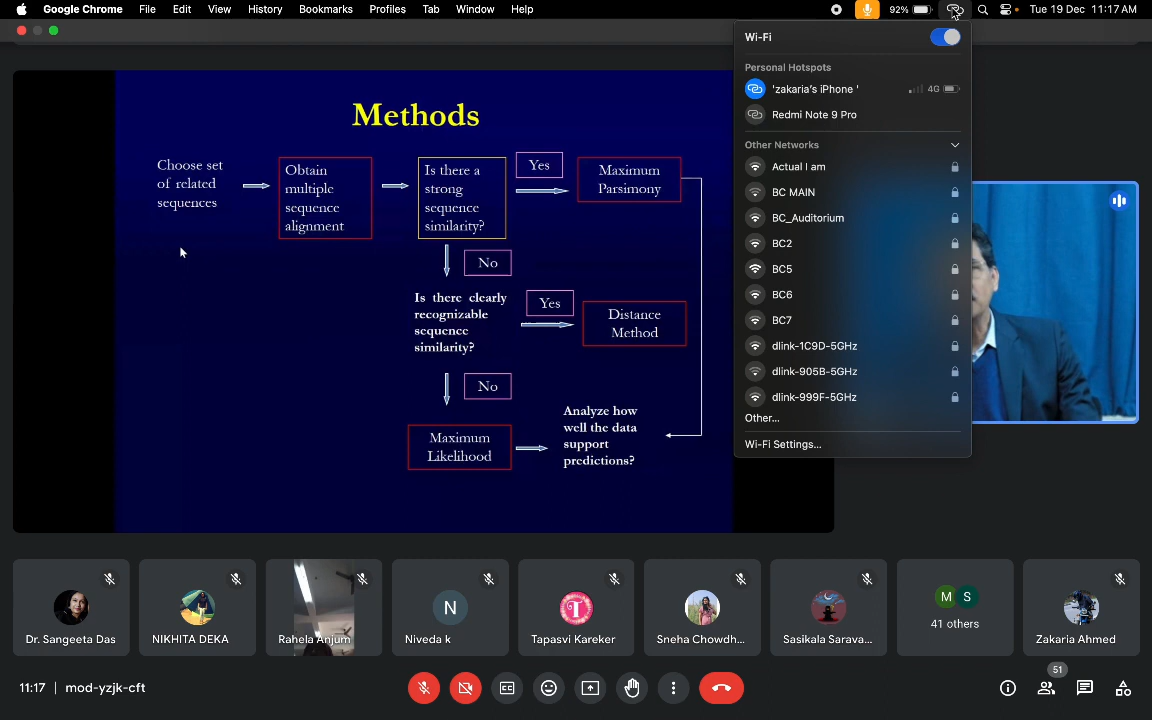 Google Chrome File Edit View History Bookmarks Profiles Tab Window Help 92% Tue 19 Dec 11:17 AM
Wi-Fi
Personal Hotspots
'zakaria's iPhone ' 4G
Redmi Note 9 Pro
Other Networks
Actual I am
BC MAIN
BC_Auditorium
BC2
BC5
BC6
BC7
dlink-1C9D-5GHz
dlink-905B-5GHz
dlink-999F-5GHz
Other...
Wi-Fi Settings...
Methods
Choose set
of related
sequences
Obtain
multiple
sequence
alignment
Is there a
strong
sequence
similarity?
Yes
Maximum
Parsimony
No
Is there clearly
recognizable
sequence
similarity?
Yes
Distance
Method
No
Maximum
Likelihood
Analyze how
well the data
support
predictions?
Dr. Sangeeta Das
NIKHITA DEKA
Rahela Anjum
N
Niveda k
T
Tapasvi Kareker
Sneha Chowdh...
Sasikala Sarava...
M S
41 others
Zakaria Ahmed
11:17 | mod-yzjk-cft
51